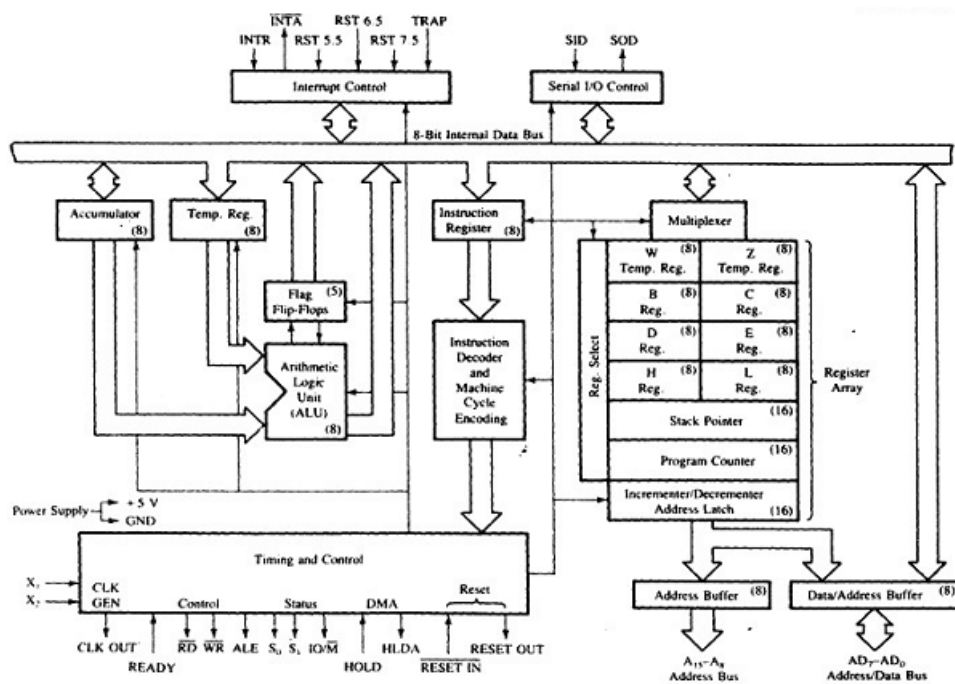 INTR
INTA
RST 5.5
RST 6.5
RST 7.5
TRAP
SID
SOD
Interrupt Control
Serial I/O Control
8-Bit Internal Data Bus
Accumulator
(8)
Temp. Reg.
(8)
Instruction
Register
(8)
Multiplexer
Flag
Flip-Flops
(5)
Arithmetic
Logic
Unit
(ALU)
(8)
Instruction
Decoder
and
Machine
Cycle
Encoding
Reg. Select
W
Temp. Reg.
(8)
Z
Temp. Reg.
(8)
B
Reg.
(8)
C
Reg.
(8)
D
Reg.
(8)
E
Reg.
(8)
H
Reg.
(8)
L
Reg.
(8)
Stack Pointer
(16)
Program Counter
(16)
Incrementer/Decrementer
Address Latch
(16)
Register
Array
Power Supply
+5 V
GND
Timing and Control
X₁
X₂
CLK
GEN
Control
Status
DMA
Reset
CLK OUT
READY
RD
WR
ALE
S₀
S₁
IO/M
HOLD
HLDA
RESET IN
RESET OUT
Address Buffer
(8)
Data/Address Buffer
(8)
A₁₅–A₈
Address Bus
AD₇–AD₀
Address/Data Bus